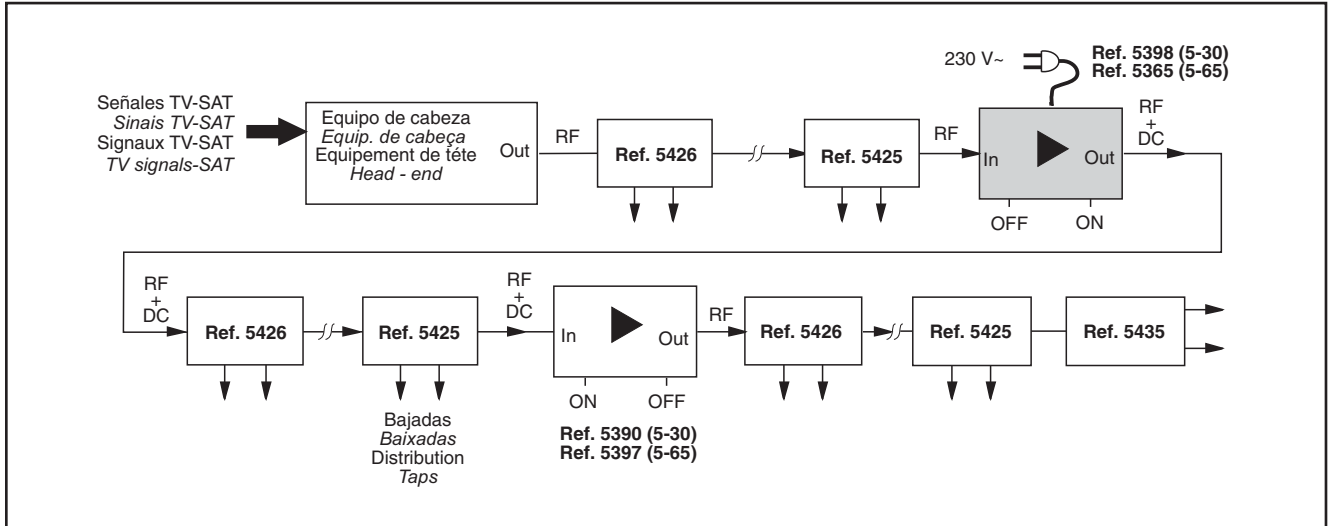 230 V~
Ref. 5398 (5-30)
Ref. 5365 (5-65)
Señales TV-SAT
Sinais TV-SAT
Signaux TV-SAT
TV signals-SAT
Equipo de cabeza
Equip. de cabeça
Equipement de téte
Head - end
Out
RF
Ref. 5426
Ref. 5425
RF
In
Out
OFF
ON
RF
+
DC
RF
+
DC
Ref. 5426
Ref. 5425
Bajadas
Baixadas
Distribution
Taps
RF
+
DC
In
Out
ON
OFF
Ref. 5390 (5-30)
Ref. 5397 (5-65)
RF
Ref. 5426
Ref. 5425
Ref. 5435